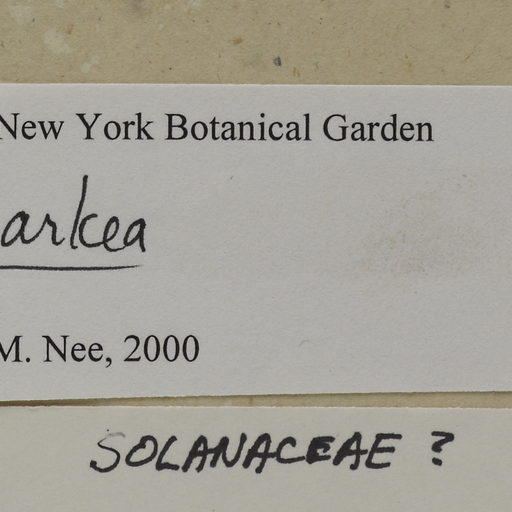 New York Botanical Garden
arkea
M. Nee, 2000
SOLANACEAE ?